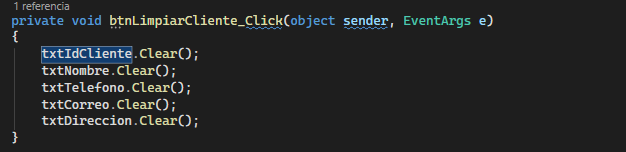 1 referencia
private void btnLimpiarCliente_Click(object sender, EventArgs e)
{
txtIdCliente.Clear();
txtNombre.Clear();
txtTelefono.Clear();
txtCorreo.Clear();
txtDireccion.Clear();
}